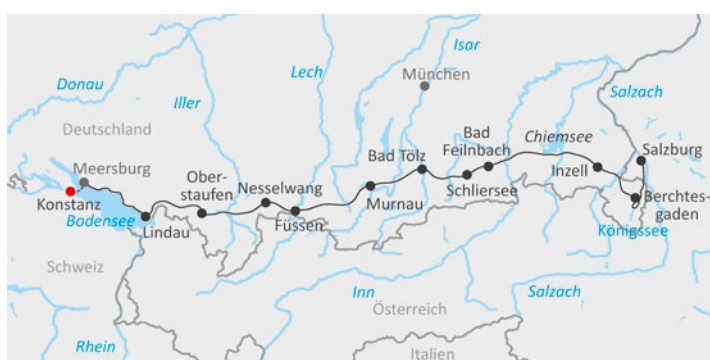 Isar
Lech
München
Donau
Salzach
Iller
Deutschland
Bad
Feilnbach
Chiemsee
Salzburg
Bad Tölz
Meersburg
Ober-
staufen
Nesselwang
Inzell
Schliersee
Berchtes-
gaden
Konstanz
Murnau
Bodensee
Lindau
Füssen
Königssee
Schweiz
Inn
Salzach
Österreich
Rhein
Italien